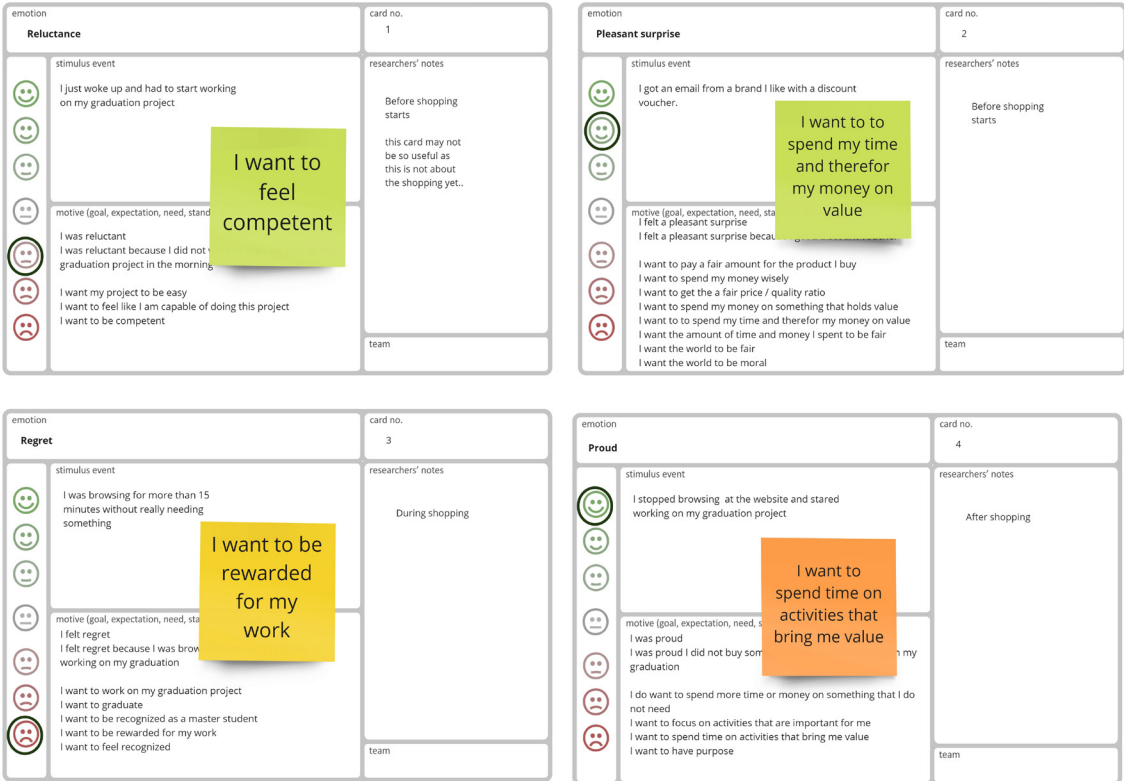 emotion
Reluctance
card no.
1
stimulus event
I just woke up and had to start working
on my graduation project
researchers' notes
Before shopping
starts
this card may not
be so useful as
this is not about
the shopping yet..
I want to
feel
competent
motive (goal, expectation, need, stand
I was reluctant
I was reluctant because I did not
graduation project in the morning
I want my project to be easy
I want to feel like I am capable of doing this project
I want to be competent
team
emotion
Pleasant surprise
card no.
2
stimulus event
I got an email from a brand I like with a discount
voucher.
researchers' notes
Before shopping
starts
I want to to
spend my time
and therefor
my money on
value
motive (goal, expectation, need, sta
I felt a pleasant surprise
I felt a pleasant surprise becau
I want to pay a fair amount for the product I buy
I want to spend my money wisely
I want to get the a fair price / quality ratio
I want to spend my money on something that holds value
I want to to spend my time and therefor my money on value
I want the amount of time and money I spent to be fair
I want the world to be fair
I want the world to be moral
team
emotion
Regret
card no.
3
stimulus event
I was browsing for more than 15
minutes without really needing
something
researchers' notes
During shopping
I want to be
rewarded
for my
work
motive (goal, expectation, need, sta
I felt regret
I felt regret because I was brow
working on my graduation
I want to work on my graduation project
I want to graduate
I want to be recognized as a master student
I want to be rewarded for my work
I want to feel recognized
team
emotion
Proud
card no.
4
stimulus event
I stopped browsing at the website and stared
working on my graduation project
researchers' notes
After shopping
I want to
spend time on
activities that
bring me value
motive (goal, expectation, need, s
I was proud
I was proud I did not buy som my
graduation
I do want to spend more time or money on something that I do
not need
I want to focus on activities that are important for me
I want to spend time on activities that bring me value
I want to have purpose
team